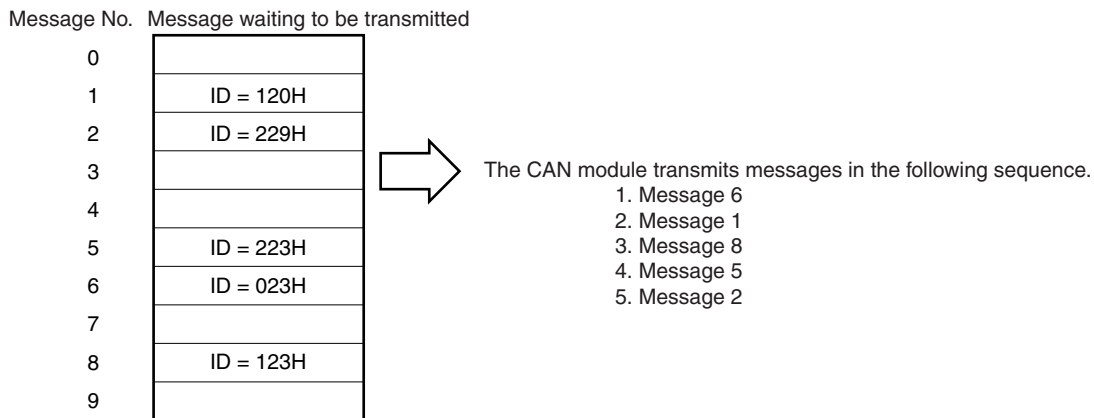 Message No. Message waiting to be transmitted
0
1 ID = 120H
2 ID = 229H
3
4
5 ID = 223H
6 ID = 023H
7
8 ID = 123H
9
The CAN module transmits messages in the following sequence.
1. Message 6
2. Message 1
3. Message 8
4. Message 5
5. Message 2